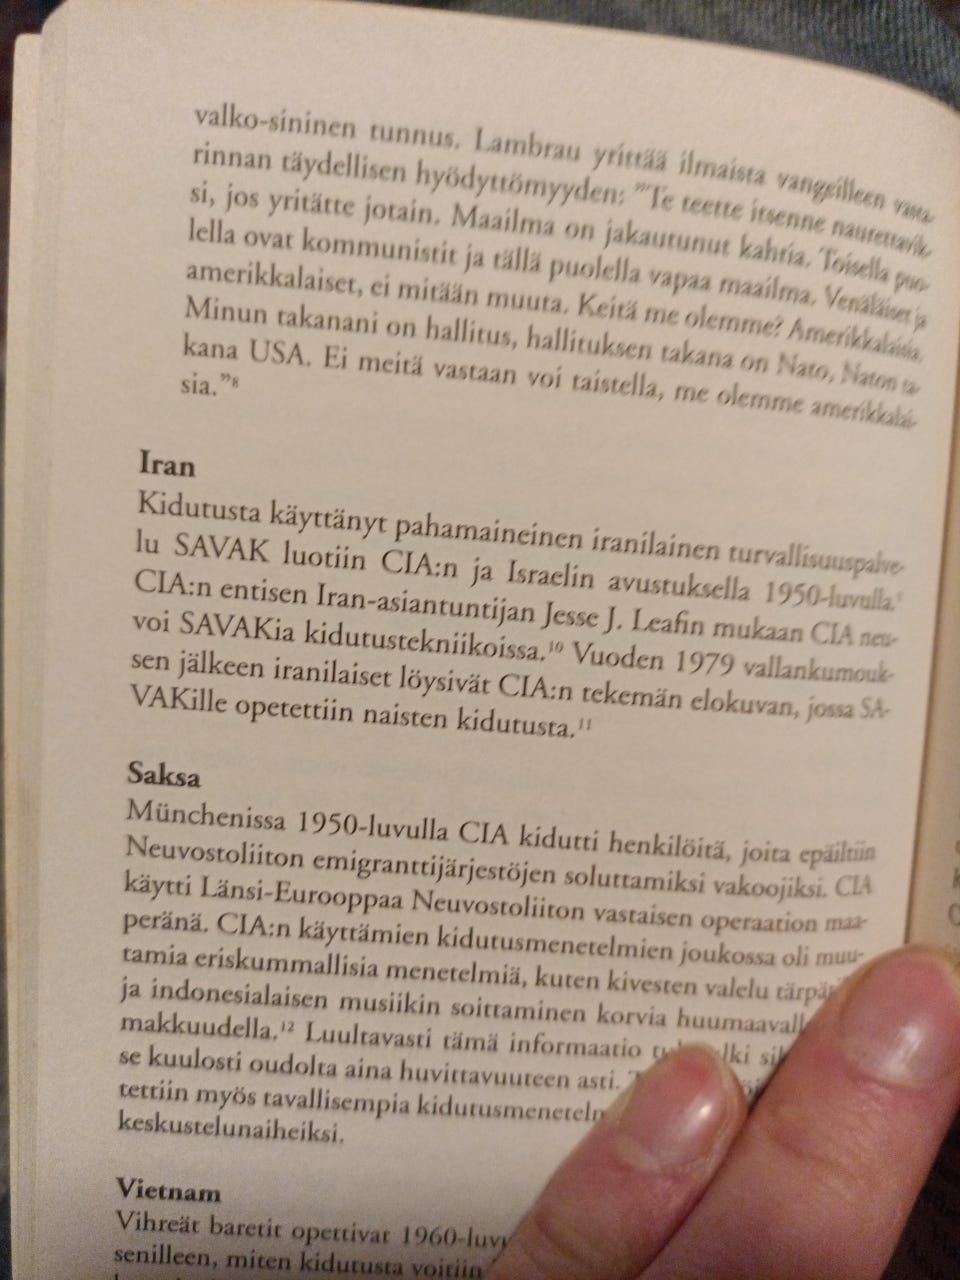 valko-sininen tunnus. Lambrau yrittää ilmaista vangeilleen vasta-
rinnan täydellisen hyödyttömyyden: ”'Te teette itsenne naurettavik-
si, jos yritätte jotain. Maailma on jakautunut kahtia. Toisella puo-
lella ovat kommunistit ja tällä puolella vapaa maailma. Venäläiset ja
amerikkalaiset, ei mitään muuta. Keitä me olemme? Amerikkalaisia.
Minun takanani on hallitus, hallituksen takana on Nato, Naton ta-
kana USA. Ei meitä vastaan voi taistella, me olemme amerikkalai-
sia.'”8
Iran
Kidutusta käyttänyt pahamaineinen iranilainen turvallisuuspalve-
lu SAVAK luotiin CIA:n ja Israelin avustuksella 1950-luvulla.9
CIA:n entisen Iran-asiantuntijan Jesse J. Leafin mukaan CIA neu-
voi SAVAKia kidutustekniikoissa.10 Vuoden 1979 vallankumouk-
sen jälkeen iranilaiset löysivät CIA:n tekemän elokuvan, jossa SA-
VAKille opetettiin naisten kidutusta.11
Saksa
Münchenissa 1950-luvulla CIA kidutti henkilöitä, joita epäiltiin
Neuvostoliiton emigranttijärjestöjen soluttamiksi vakoojiksi. CIA
käytti Länsi-Eurooppaa Neuvostoliiton vastaisen operaation maa-
peränä. CIA:n käyttämien kidutusmenetelmien joukossa oli muu-
tamia eriskummallisia menetelmiä, kuten kivesten valelu
ja indonesialaisen musiikin soittaminen korvia
makkuudella.12 Luultavasti tämä informaatio
se kuulosti oudolta aina huvittavuuteen asti.
tettiin myös tavallisempia
keskustelunaiheiksi.
Vietnam
Vihreät baretit opettivat
senilleen, miten kidutusta voitiin